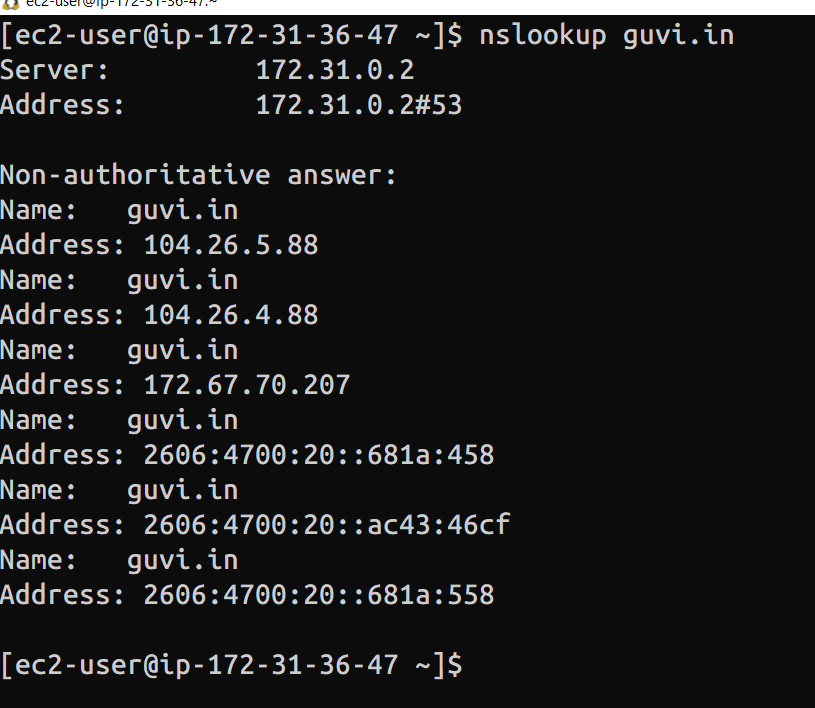 ec2-user@ip-172-31-36-47:~
[ec2-user@ip-172-31-36-47 ~]$ nslookup guvi.in
Server:         172.31.0.2
Address:        172.31.0.2#53

Non-authoritative answer:
Name:   guvi.in
Address: 104.26.5.88
Name:   guvi.in
Address: 104.26.4.88
Name:   guvi.in
Address: 172.67.70.207
Name:   guvi.in
Address: 2606:4700:20::681a:458
Name:   guvi.in
Address: 2606:4700:20::ac43:46cf
Name:   guvi.in
Address: 2606:4700:20::681a:558

[ec2-user@ip-172-31-36-47 ~]$